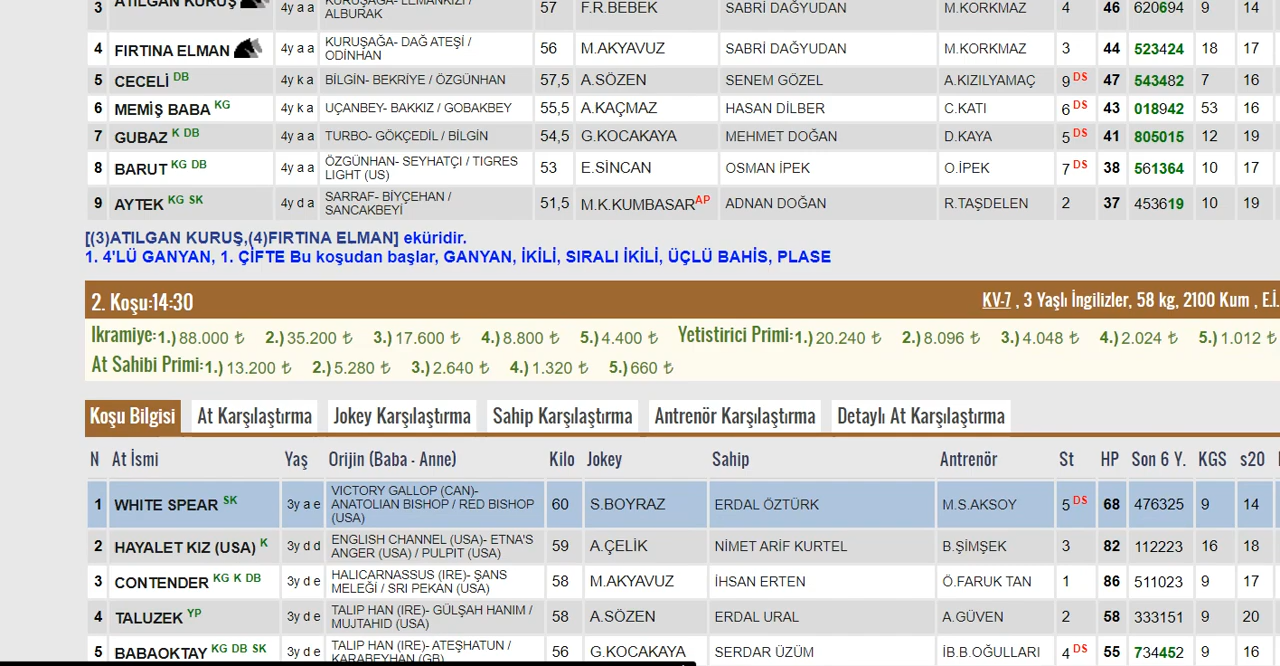 3 ATILGAN KURUŞ 4y a a KURUŞAĞA- LEMANKIZI / ALBURAK 57 F.R.BEBEK SABRİ DAĞYUDAN M.KORKMAZ 4 46 620694 9 14
4 FIRTINA ELMAN 4y a a KURUŞAĞA- DAĞ ATEŞİ / ODİNHAN 56 M.AKYAVUZ SABRİ DAĞYUDAN M.KORKMAZ 3 44 523424 18 17
5 CECELİ DB 4y k a BİLGİN- BEKRİYE / ÖZGÜNHAN 57,5 A.SÖZEN SENEM GÖZEL A.KIZILYAMAÇ 9 DS 47 543482 7 16
6 MEMİŞ BABA KG 4y k a UÇANBEY- BAKKIZ / GOBAKBEY 55,5 A.KAÇMAZ HASAN DİLBER C.KATI 6 DS 43 018942 53 16
7 GUBAZ K DB 4y a a TURBO- GÖKÇEDİL / BİLGİN 54,5 G.KOCAKAYA MEHMET DOĞAN D.KAYA 5 DS 41 805015 12 19
8 BARUT KG DB 4y a a ÖZGÜNHAN- SEYHATÇI / TIGRES LIGHT (US) 53 E.SİNCAN OSMAN İPEK O.İPEK 7 DS 38 561364 10 17
9 AYTEK KG SK 4y d a SARRAF- BİYÇEHAN / SANCAKBEYİ 51,5 M.K.KUMBASAR AP ADNAN DOĞAN R.TAŞDELEN 2 37 453619 10 19
[(3)ATILGAN KURUŞ,(4)FIRTINA ELMAN] eküridir.
1. 4'LÜ GANYAN, 1. ÇİFTE Bu koşudan başlar, GANYAN, İKİLİ, SIRALI İKİLİ, ÜÇLÜ BAHİS, PLASE
2. Koşu:14:30 KV-7 , 3 Yaşlı İngilizler, 58 kg, 2100 Kum , E.İ.
İkramiye:1.) 88.000 ₺ 2.) 35.200 ₺ 3.) 17.600 ₺ 4.) 8.800 ₺ 5.) 4.400 ₺ Yetistirici Primi:1.) 20.240 ₺ 2.) 8.096 ₺ 3.) 4.048 ₺ 4.) 2.024 ₺ 5.) 1.012 ₺
At Sahibi Primi:1.) 13.200 ₺ 2.) 5.280 ₺ 3.) 2.640 ₺ 4.) 1.320 ₺ 5.) 660 ₺
Koşu Bilgisi At Karşılaştırma Jokey Karşılaştırma Sahip Karşılaştırma Antrenör Karşılaştırma Detaylı At Karşılaştırma
N At İsmi Yaş Orijin (Baba - Anne) Kilo Jokey Sahip Antrenör St HP Son 6 Y. KGS s20
1 WHITE SPEAR SK 3y a e VICTORY GALLOP (CAN)- ANATOLIAN BISHOP / RED BISHOP (USA) 60 S.BOYRAZ ERDAL ÖZTÜRK M.S.AKSOY 5 DS 68 476325 9 14
2 HAYALET KIZ (USA) K 3y d d ENGLISH CHANNEL (USA)- ETNA'S ANGER (USA) / PULPIT (USA) 59 A.ÇELİK NİMET ARİF KURTEL B.ŞİMŞEK 3 82 112223 16 18
3 CONTENDER KG K DB 3y d e HALICARNASSUS (IRE)- ŞANS MELEĞİ / SRI PEKAN (USA) 58 M.AKYAVUZ İHSAN ERTEN Ö.FARUK TAN 1 86 511023 9 17
4 TALUZEK YP 3y d e TALIP HAN (IRE)- GÜLŞAH HANIM / MUJTAHID (USA) 58 A.SÖZEN ERDAL URAL A.GÜVEN 2 58 333151 9 20
5 BABAOKTAY KG DB SK 3y d e TALIP HAN (IRE)- ATEŞHATUN / KARABEYHAN (GB) 56 G.KOCAKAYA SERDAR ÜZÜM İB.B.OĞULLARI 4 DS 55 734452 9 16